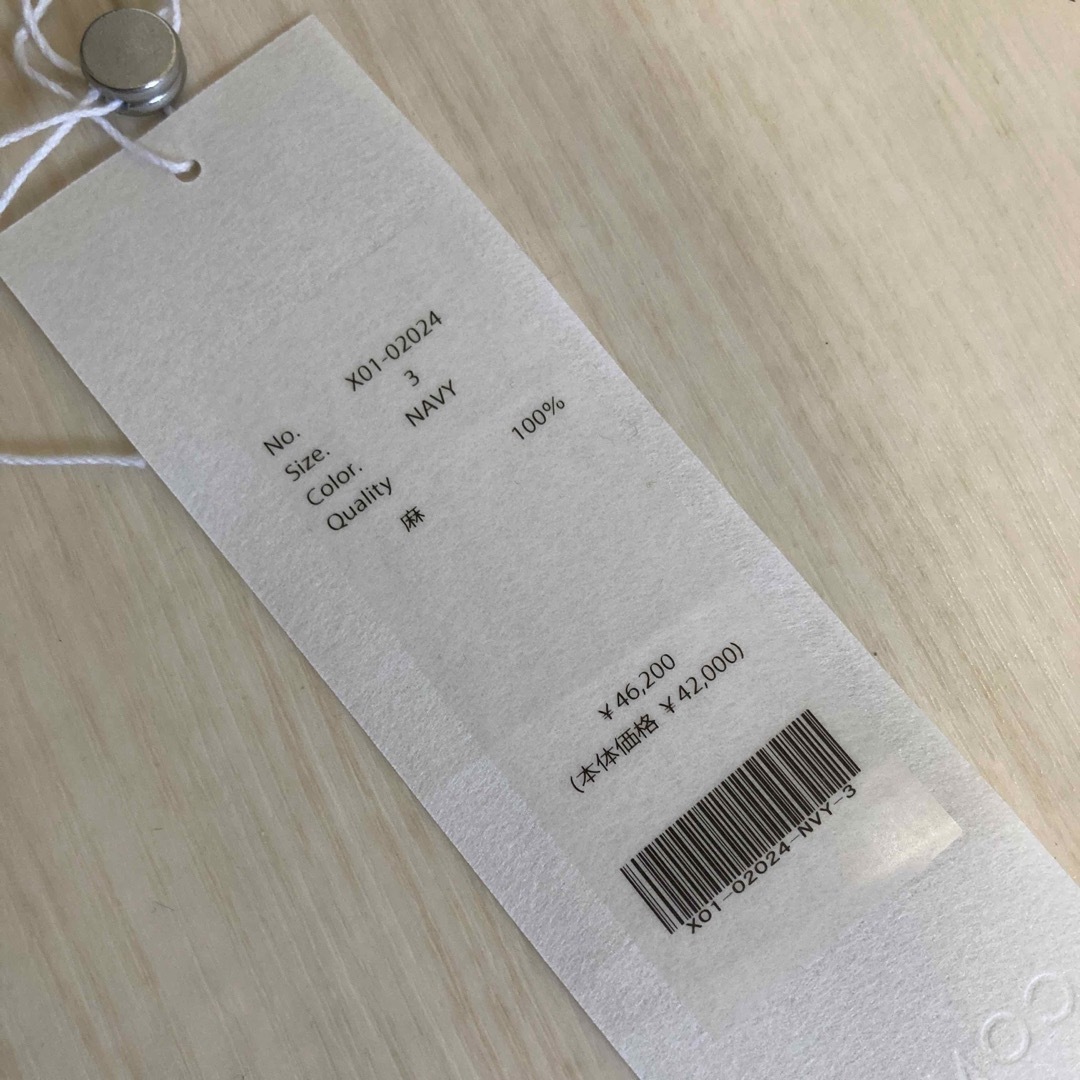 No. X01-02024
Size. 3
Color. NAVY
Quality
麻 100%
¥46,200
(本体価格 ¥42,000)
X01-02024-NVY-3